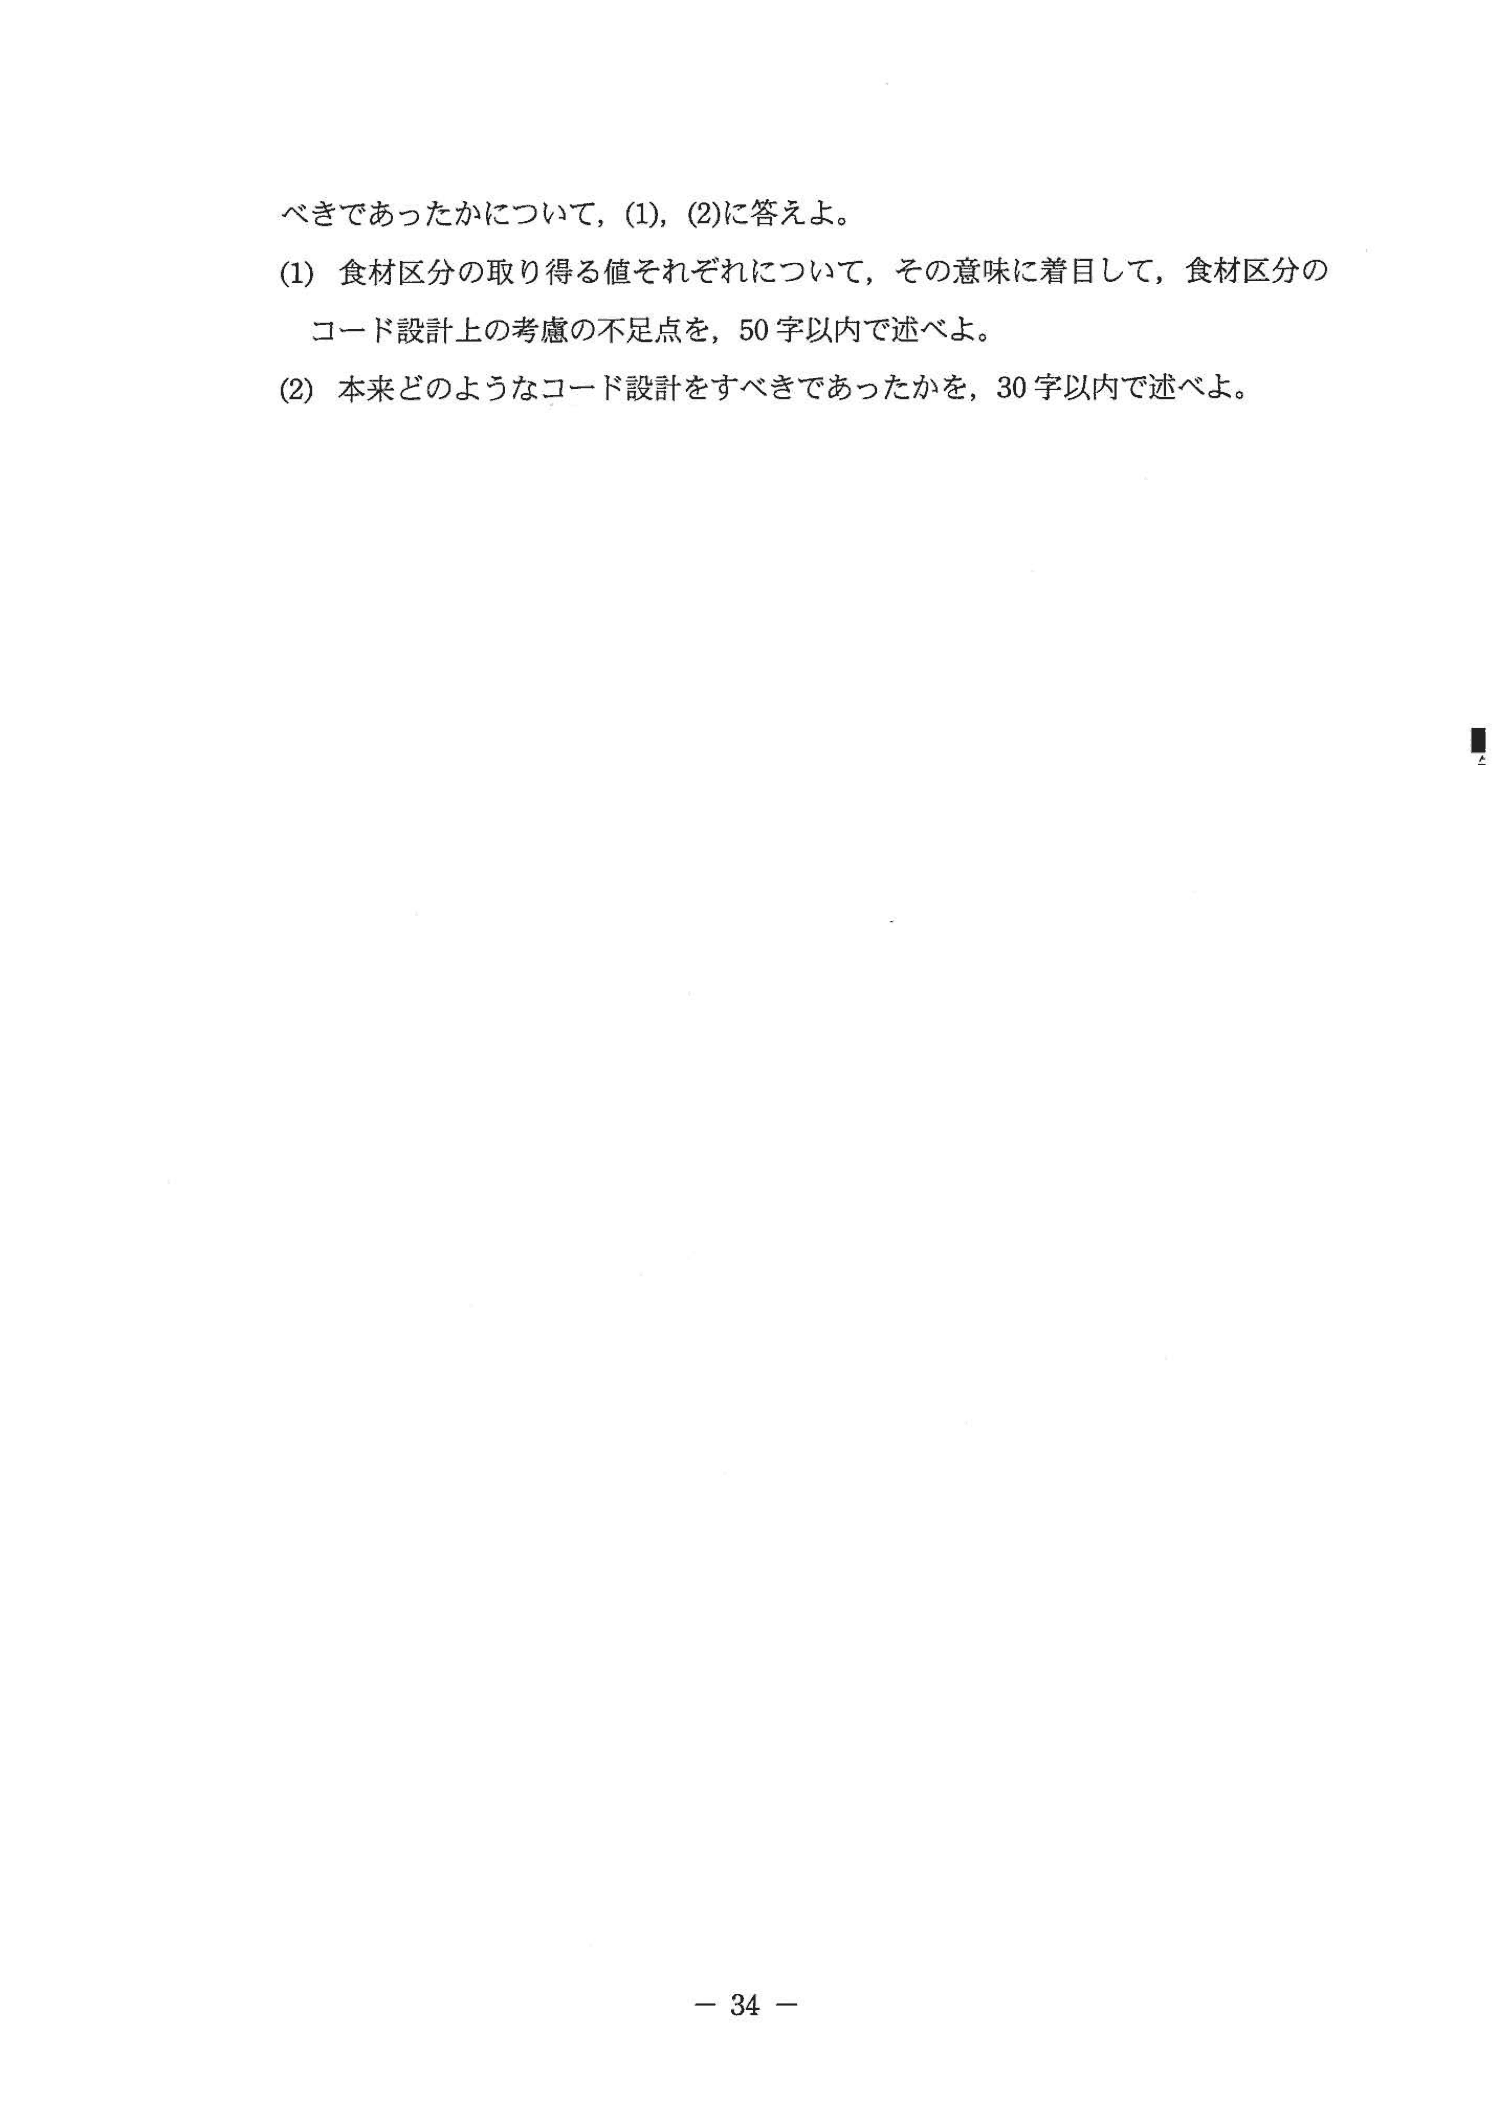 べきであったかについて，(1)，(2)に答えよ。
(1) 食材区分の取り得る値それぞれについて，その意味に着目して，食材区分の
コード設計上の考慮の不足点を，50 字以内で述べよ。
(2) 本来どのようなコード設計をすべきであったかを，30 字以内で述べよ。
－ 34 －